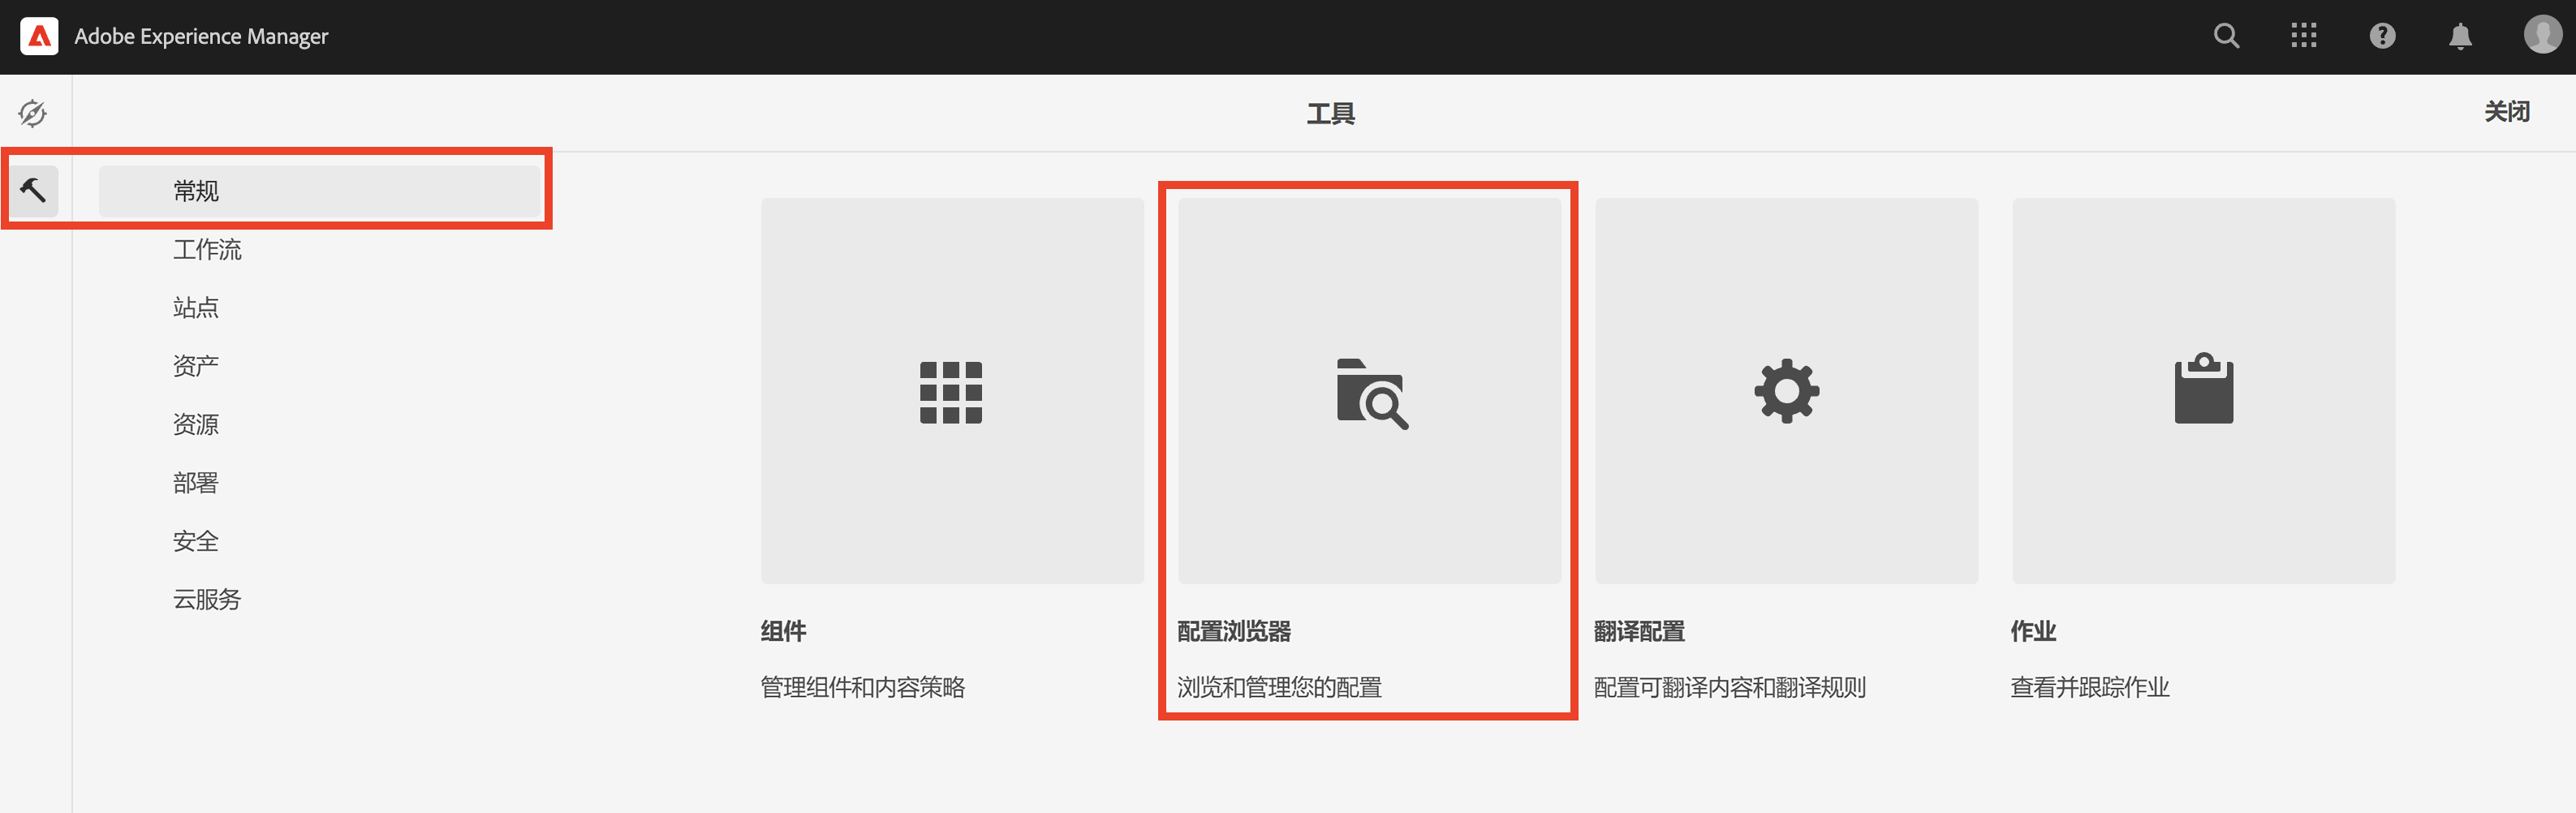 Adobe Experience Manager
工具
关闭
常规
工作流
站点
资产
资源
部署
安全
云服务
组件
管理组件和内容策略
配置浏览器
浏览和管理您的配置
翻译配置
配置可翻译内容和翻译规则
作业
查看并跟踪作业